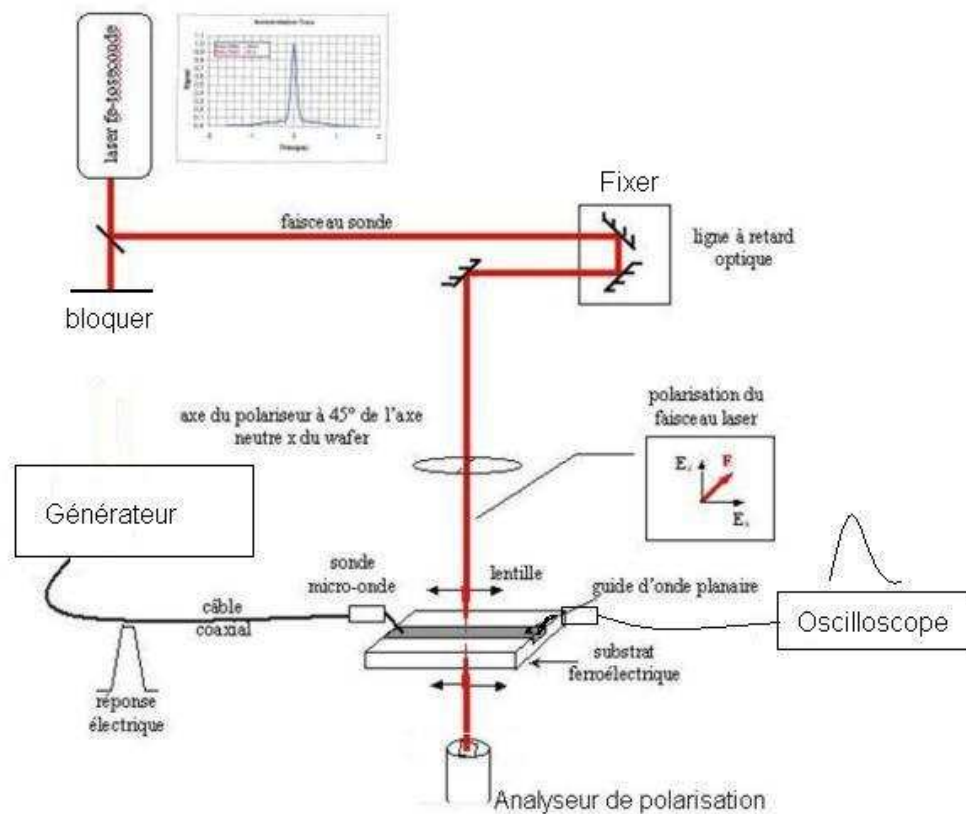 laser fe-toseconde
Fixer
faisceau sonde
ligne à retard
optique
bloquer
axe du polariseur à 45° de l'axe
neutre x du wafer
polarisation du
faisceau laser
E
F
E
Générateur
sonde
micro-onde
lentille
guide d'onde planaire
câble
coaxial
Oscilloscope
substrat
ferroélectrique
réponse
électrique
Analyseur de polarisation